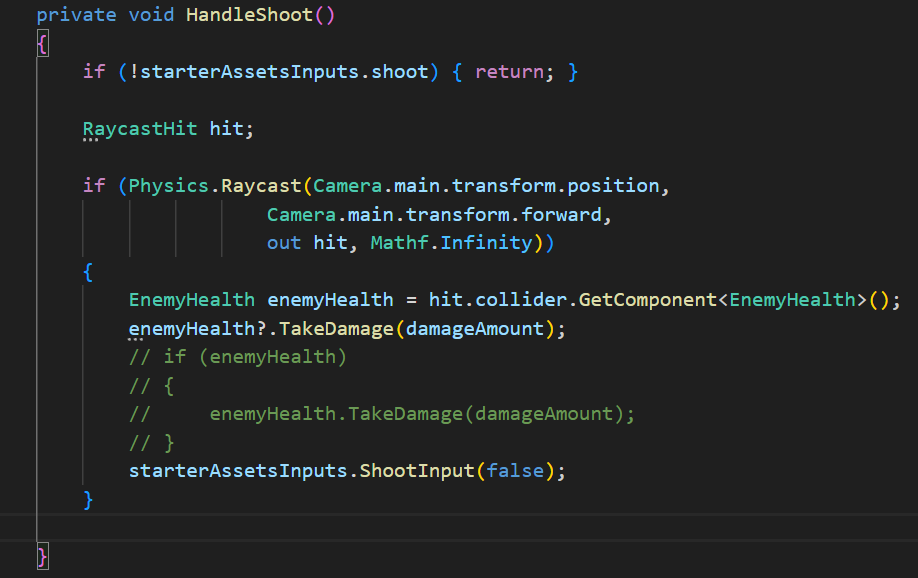 private void HandleShoot()
{
if (!starterAssetsInputs.shoot) { return; }
RaycastHit hit;
if (Physics.Raycast(Camera.main.transform.position,
Camera.main.transform.forward,
out hit, Mathf.Infinity))
{
EnemyHealth enemyHealth = hit.collider.GetComponent<EnemyHealth>();
enemyHealth?.TakeDamage(damageAmount);
// if (enemyHealth)
// {
//     enemyHealth.TakeDamage(damageAmount);
// }
starterAssetsInputs.ShootInput(false);
}
}